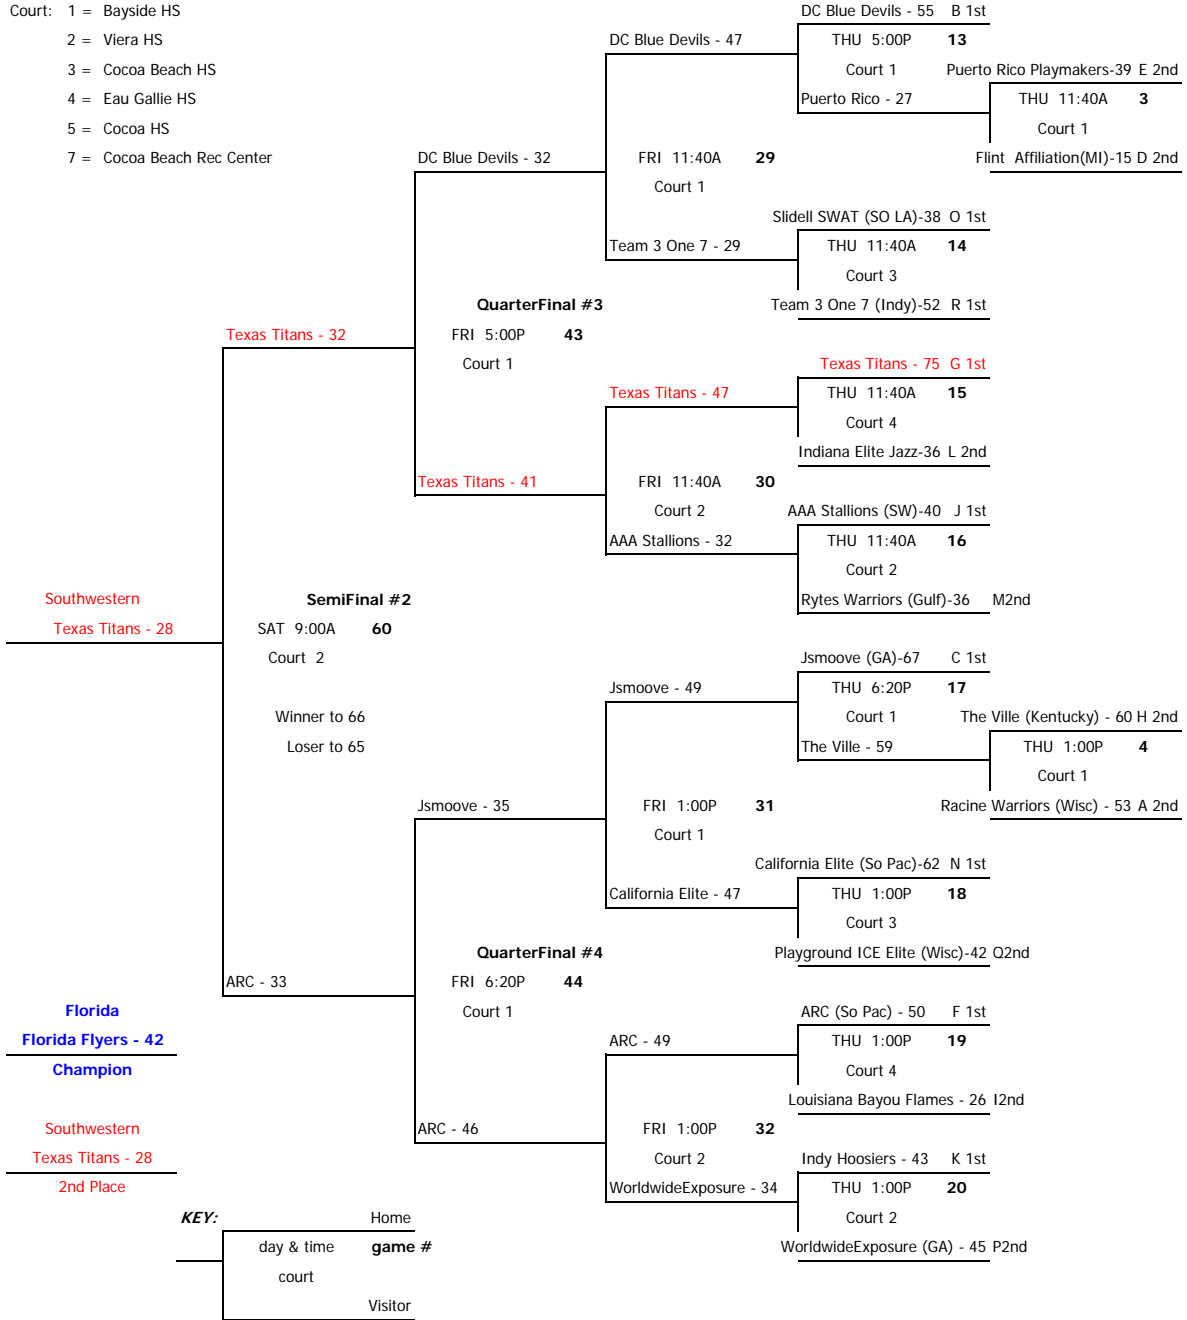 Court: 1 = Bayside HS DC Blue Devils - 55 B 1st
2 = Viera HS DC Blue Devils - 47 THU 5:00P 13
3 = Cocoa Beach HS Court 1 Puerto Rico Playmakers-39 E 2nd
4 = Eau Gallie HS Puerto Rico - 27 THU 11:40A 3
5 = Cocoa HS Court 1
7 = Cocoa Beach Rec Center DC Blue Devils - 32 FRI 11:40A 29 Flint Affiliation(MI)-15 D 2nd
Court 1
Slidell SWAT (SO LA)-38 O 1st
Team 3 One 7 - 29 THU 11:40A 14
Court 3
QuarterFinal #3 Team 3 One 7 (Indy)-52 R 1st
Texas Titans - 32 FRI 5:00P 43
Court 1 Texas Titans - 75 G 1st
Texas Titans - 47 THU 11:40A 15
Court 4
Indiana Elite Jazz-36 L 2nd
Texas Titans - 41 FRI 11:40A 30
Court 2 AAA Stallions (SW)-40 J 1st
AAA Stallions - 32 THU 11:40A 16
Court 2
Southwestern SemiFinal #2 Rytes Warriors (Gulf)-36 M2nd
Texas Titans - 28 SAT 9:00A 60
Court 2 Jsmoove (GA)-67 C 1st
Jsmoove - 49 THU 6:20P 17
Winner to 66 Court 1 The Ville (Kentucky) - 60 H 2nd
Loser to 65 The Ville - 59 THU 1:00P 4
Court 1
Jsmoove - 35 FRI 1:00P 31 Racine Warriors (Wisc) - 53 A 2nd
Court 1
California Elite (So Pac)-62 N 1st
California Elite - 47 THU 1:00P 18
Court 3
QuarterFinal #4 Playground ICE Elite (Wisc)-42 Q2nd
ARC - 33 FRI 6:20P 44
Florida Court 1 ARC (So Pac) - 50 F 1st
Florida Flyers - 42 ARC - 49 THU 1:00P 19
Champion Court 4
Louisiana Bayou Flames - 26 I2nd
Southwestern ARC - 46 FRI 1:00P 32
Texas Titans - 28 Court 2 Indy Hoosiers - 43 K 1st
2nd Place WorldwideExposure - 34 THU 1:00P 20
KEY: Home Court 2
day & time game # WorldwideExposure (GA) - 45 P2nd
court
Visitor